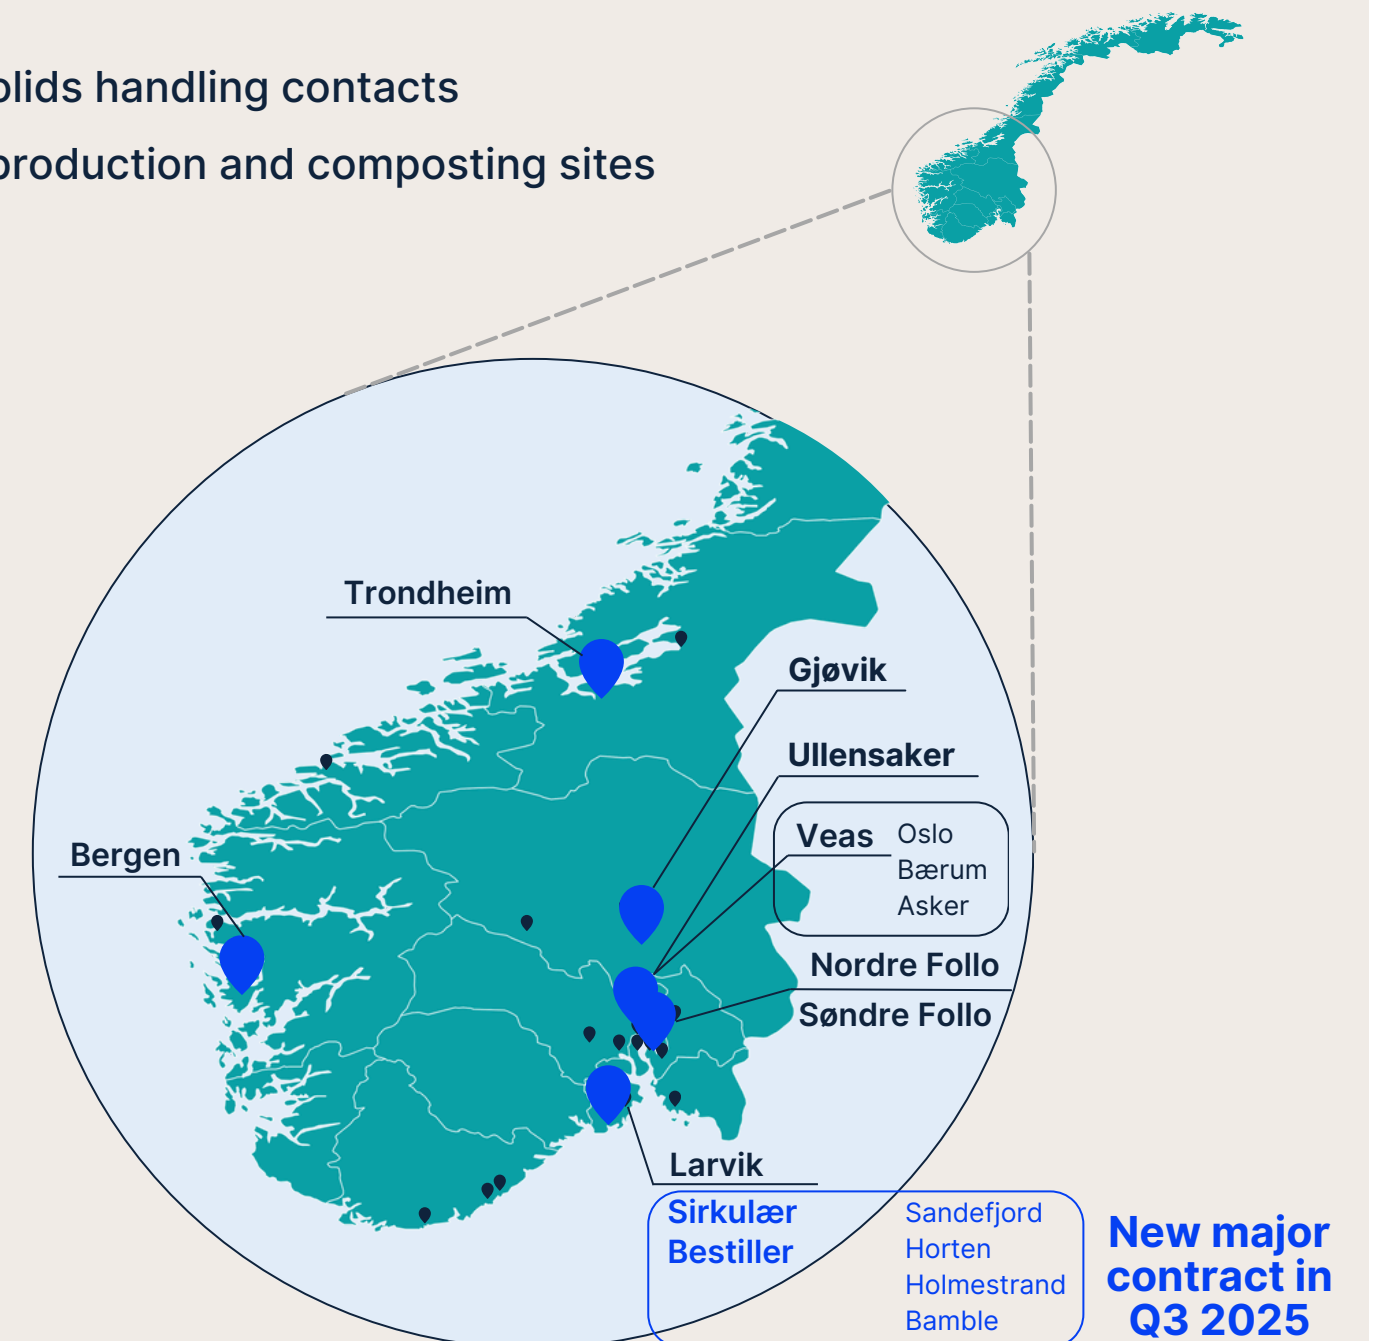 olids handling contacts
production and composting sites
Trondheim
Gjøvik
Ullensaker
Veas
Oslo
Bærum
Asker
Bergen
Nordre Follo
Søndre Follo
Larvik
Sirkulær
Bestiller
Sandefjord
Horten
Holmestrand
Bamble
New major
contract in
Q3 2025